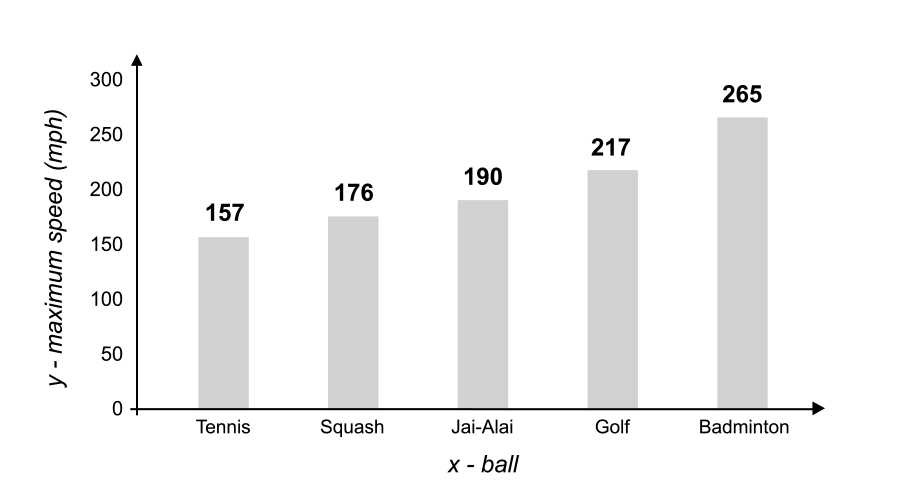 y - maximum speed (mph)
300
250
200
150
100
50
0
157
176
190
217
265
Tennis
Squash
Jai-Alai
Golf
Badminton
x - ball